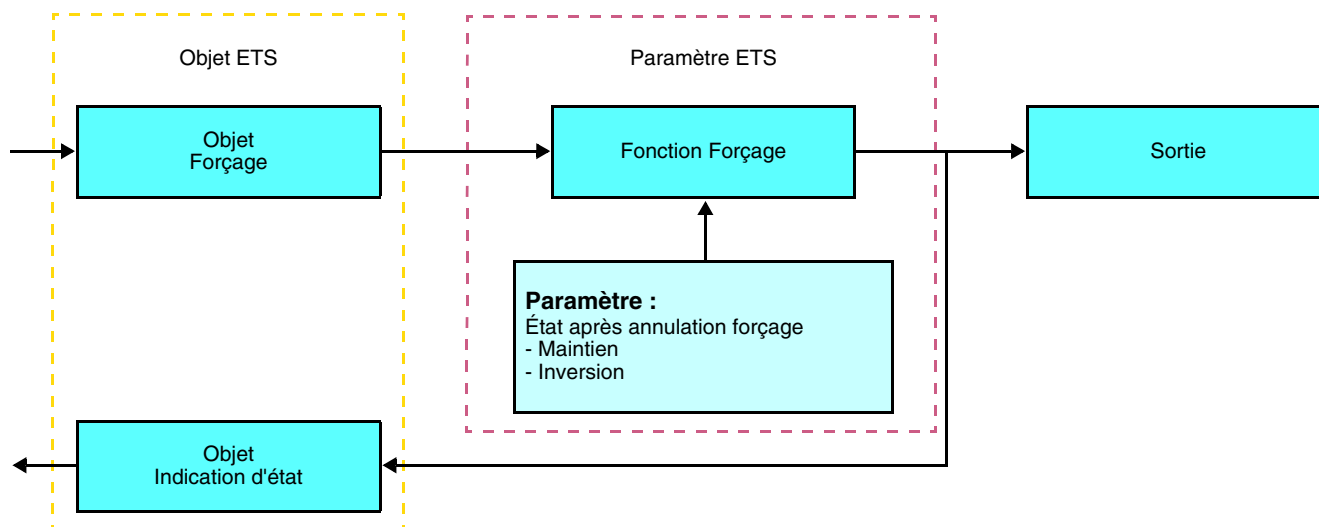 Objet ETS
Paramètre ETS
Objet
Forçage
Fonction Forçage
Sortie
Paramètre :
État après annulation forçage
- Maintien
- Inversion
Objet
Indication d'état